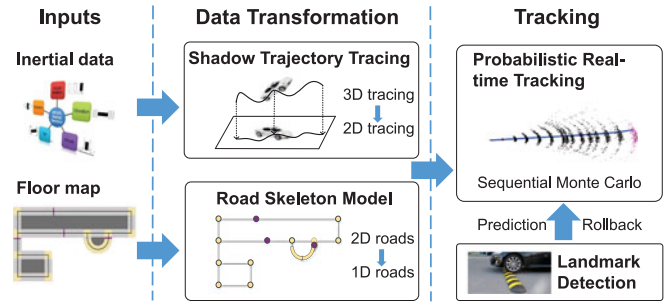 Inputs
Data Transformation
Tracking
Inertial data
Floor map
Shadow Trajectory Tracing
3D tracing
2D tracing
Road Skeleton Model
2D roads
1D roads
Probabilistic Real-
time Tracking
Sequential Monte Carlo
Prediction
Rollback
Landmark
Detection